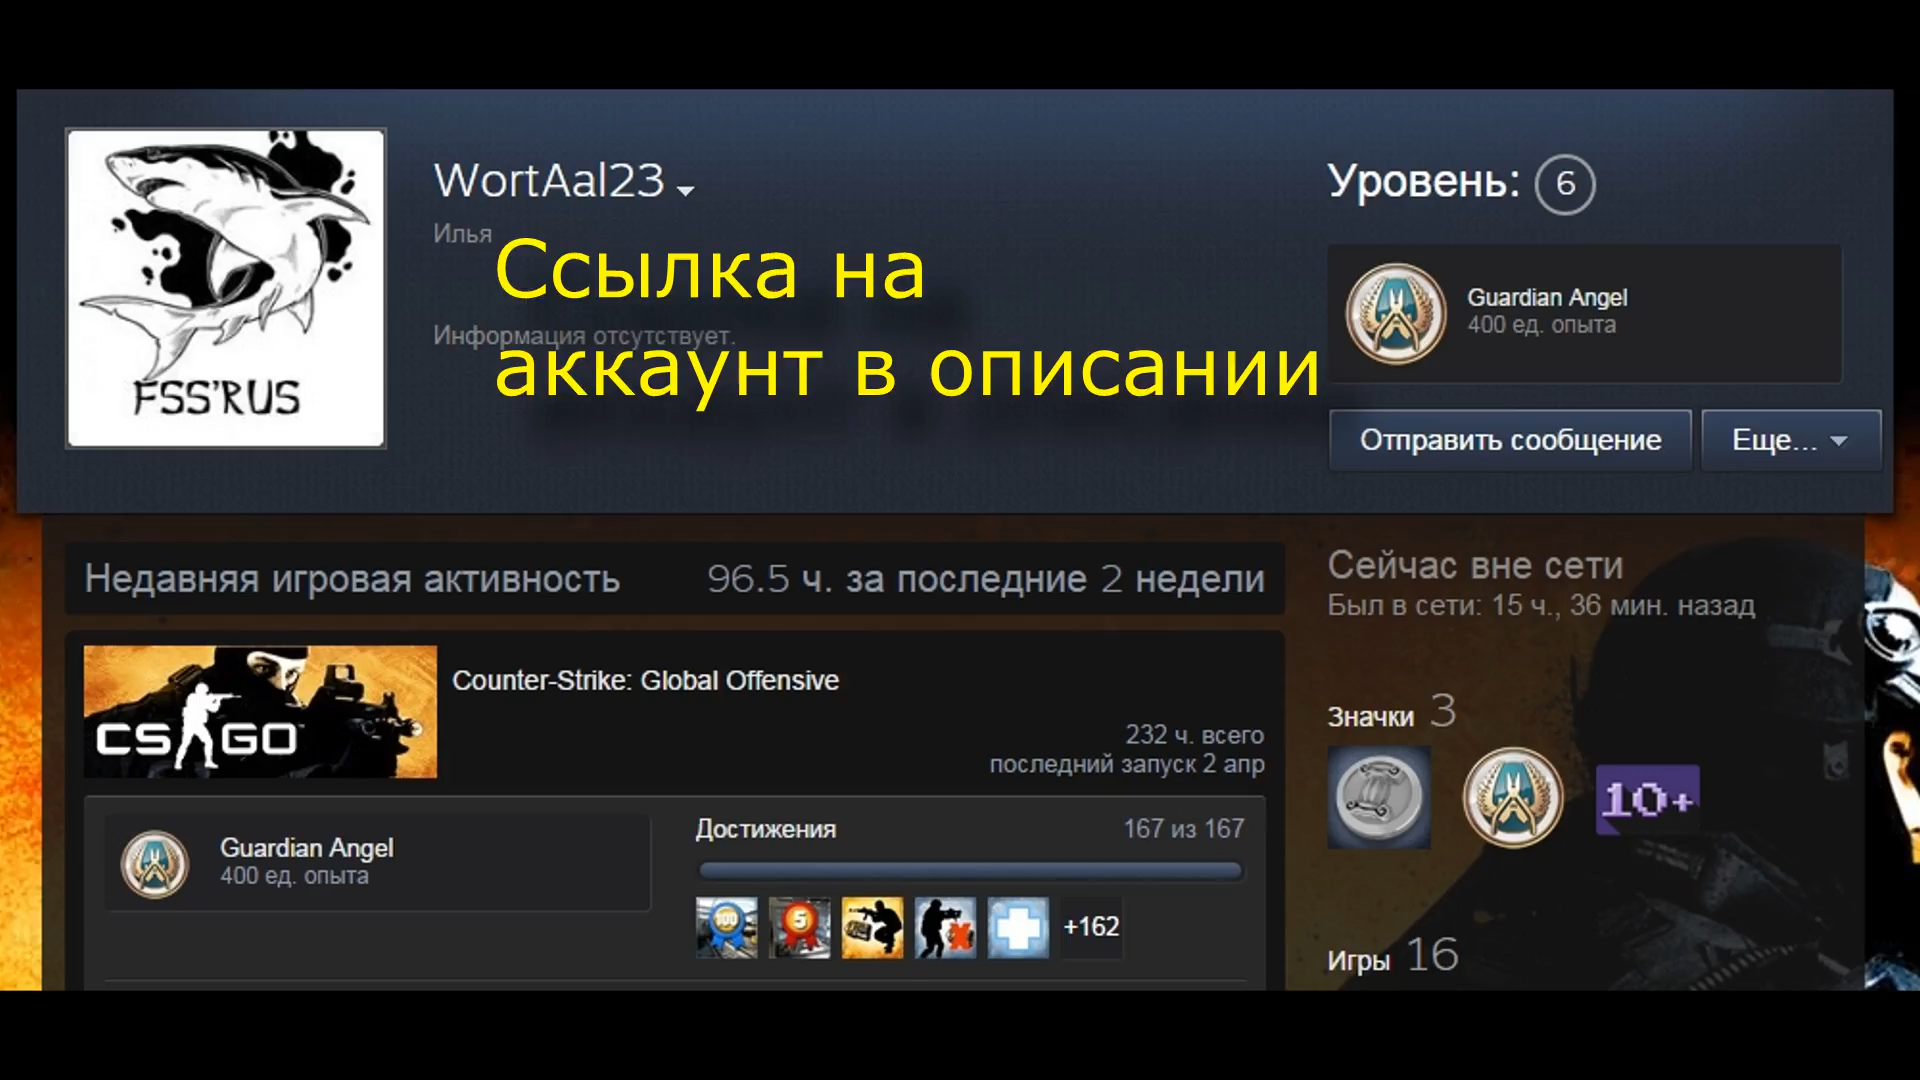 WortAal23
Илья
Ссылка на
Информация отсутствует.
аккаунт в описании
FSS'RUS
Уровень: 6
Guardian Angel
400 ед. опыта
Отправить сообщение
Еще...
Недавняя игровая активность 96.5 ч. за последние 2 недели
CS GO
Counter-Strike: Global Offensive
232 ч. всего
последний запуск 2 апр
Guardian Angel
400 ед. опыта
Достижения 167 из 167
100
5
+162
Сейчас вне сети
Был в сети: 15 ч., 36 мин. назад
Значки 3
10+
Игры 16